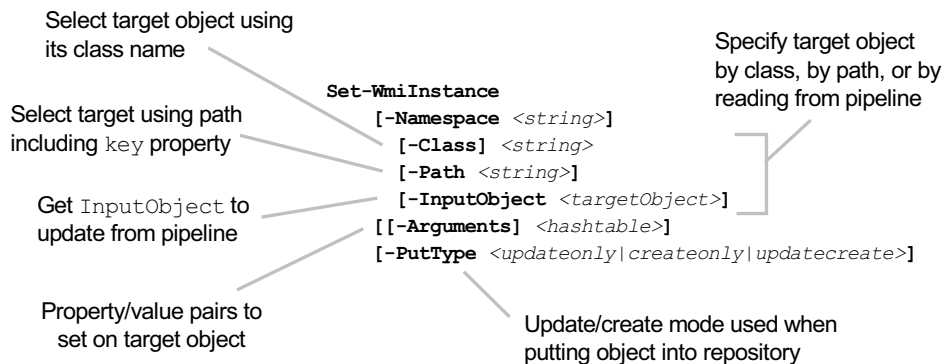 Select target object using
its class name
Specify target object
by class, by path, or by
reading from pipeline
Set-WmiInstance
[-Namespace <string>]
[-Class] <string>
[-Path <string>]
[-InputObject <targetObject>]
[[-Arguments] <hashtable>]
[-PutType <updateonly|createonly|updatecreate>]
Select target using path
including key property
Get InputObject to
update from pipeline
Property/value pairs to
set on target object
Update/create mode used when
putting object into repository